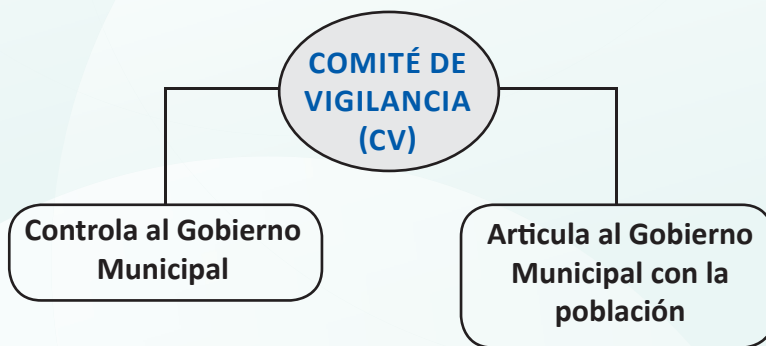 COMITÉ DE
VIGILANCIA
(CV)
Controla al Gobierno
Municipal
Articula al Gobierno
Municipal con la
población